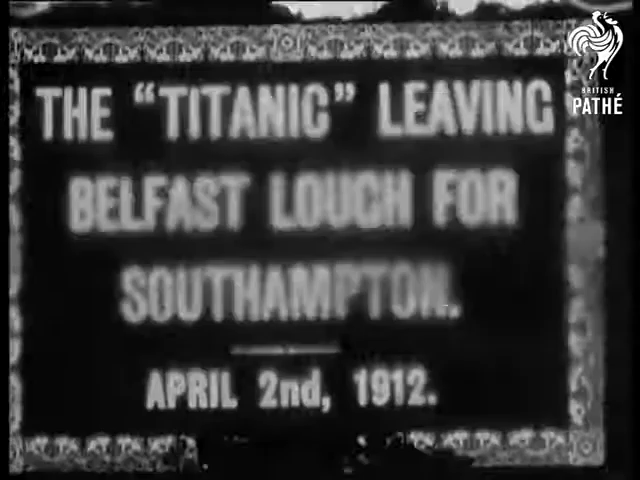 BRITISH
PATHÉ
THE "TITANIC" LEAVING
BELFAST LOUGH FOR
SOUTHAMPTON.
APRIL 2nd, 1912.